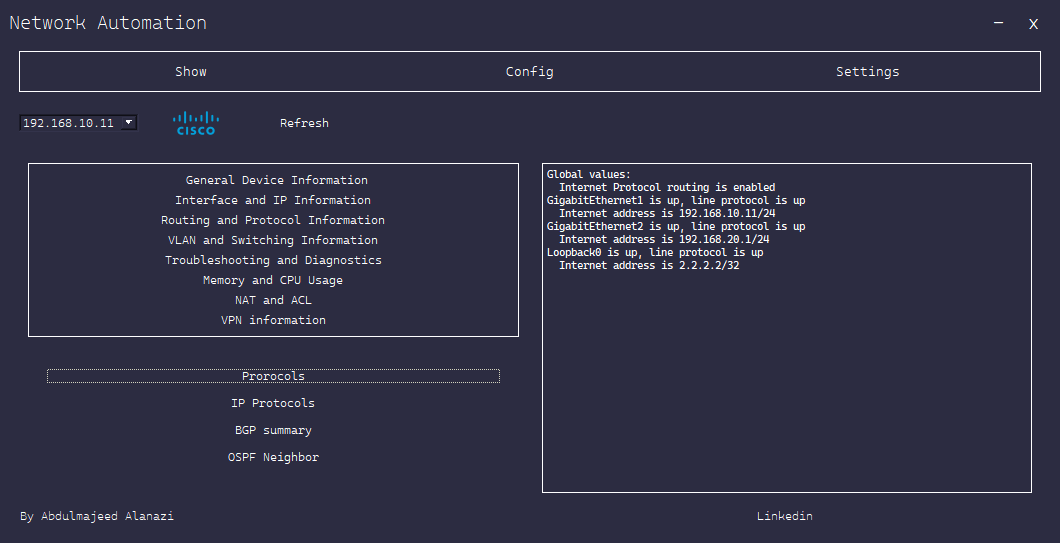 Network Automation
− x
Show Config Settings
192.168.10.11 CISCO Refresh
General Device Information
Interface and IP Information
Routing and Protocol Information
VLAN and Switching Information
Troubleshooting and Diagnostics
Memory and CPU Usage
NAT and ACL
VPN information
Prorocols
IP Protocols
BGP summary
OSPF Neighbor
Global values:
Internet Protocol routing is enabled
GigabitEthernet1 is up, line protocol is up
Internet address is 192.168.10.11/24
GigabitEthernet2 is up, line protocol is up
Internet address is 192.168.20.1/24
Loopback0 is up, line protocol is up
Internet address is 2.2.2.2/32
By Abdulmajeed Alanazi
Linkedin